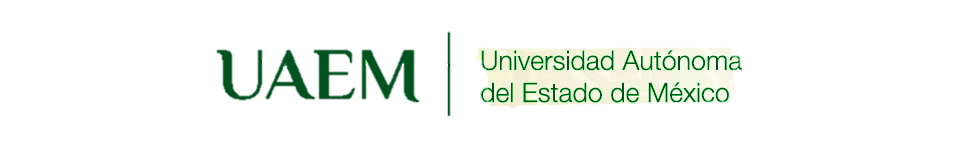 UAEM
Universidad Autónoma
del Estado de México